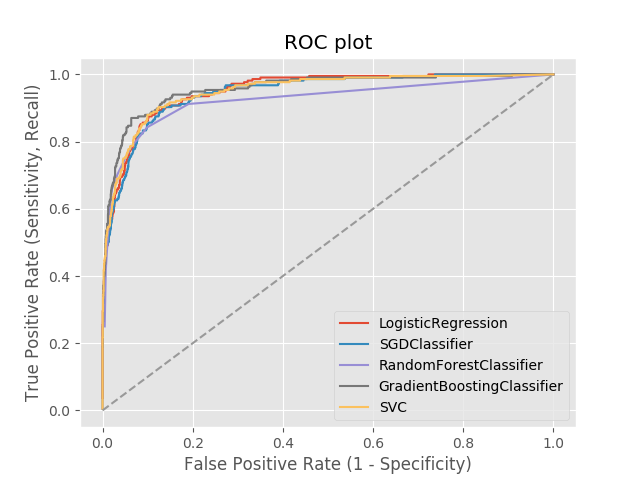 ROC plot
True Positive Rate (Sensitivity, Recall)
1.0
0.8
0.6
0.4
0.2
0.0
LogisticRegression
SGDClassifier
RandomForestClassifier
GradientBoostingClassifier
SVC
0.0 0.2 0.4 0.6 0.8 1.0
False Positive Rate (1 - Specificity)